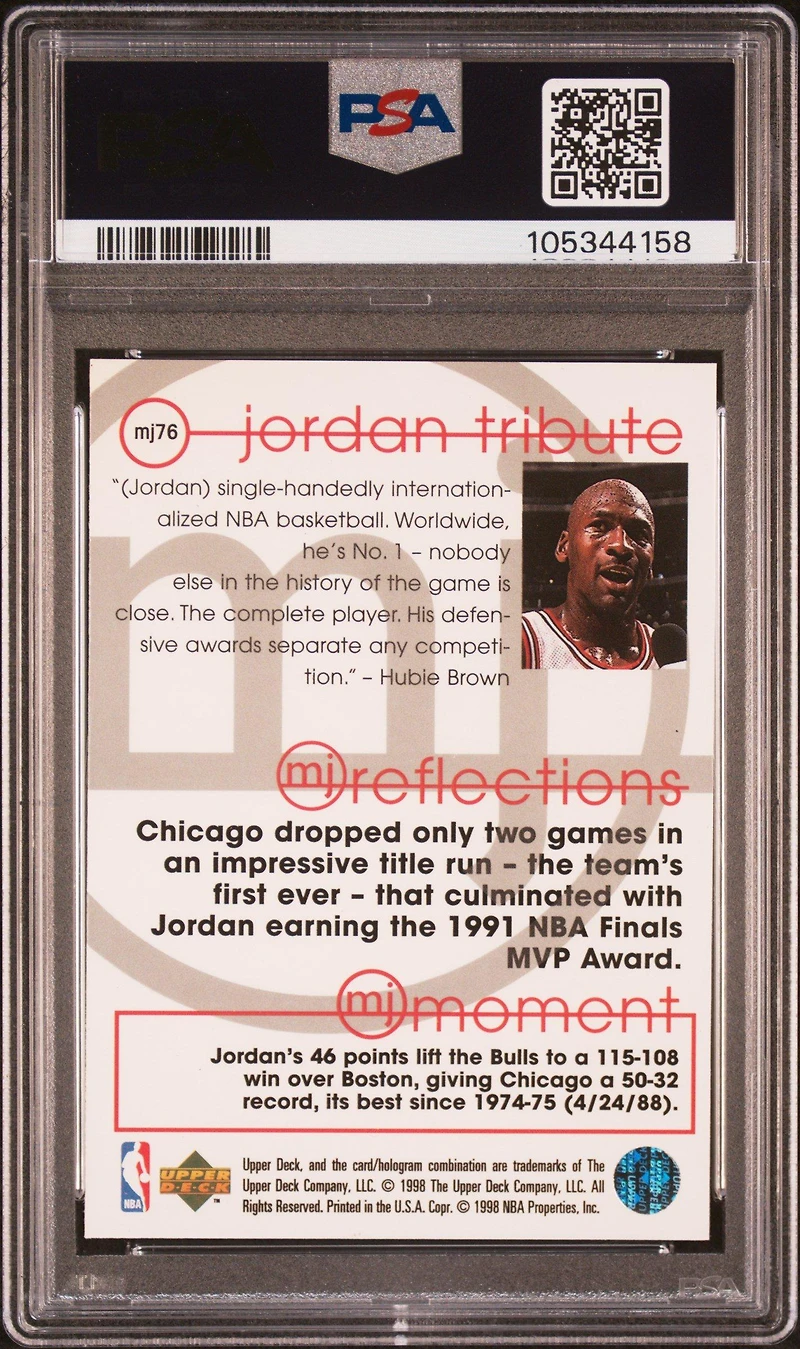 PSA
105344158
mj76
jordan tribute
"(Jordan) single-handedly internation-
alized NBA basketball. Worldwide,
he's No. 1 – nobody
else in the history of the game is
close. The complete player. His defen-
sive awards separate any competi-
tion." – Hubie Brown
mj reflections
Chicago dropped only two games in
an impressive title run – the team's
first ever – that culminated with
Jordan earning the 1991 NBA Finals
MVP Award.
mj moment
Jordan's 46 points lift the Bulls to a 115-108
win over Boston, giving Chicago a 50-32
record, its best since 1974-75 (4/24/88).
NBA
UPPER
D·E·C·K
™
Upper Deck, and the card/hologram combination are trademarks of The
Upper Deck Company, LLC. © 1998 The Upper Deck Company, LLC. All
Rights Reserved. Printed in the U.S.A. Copr. © 1998 NBA Properties, Inc.
PSA